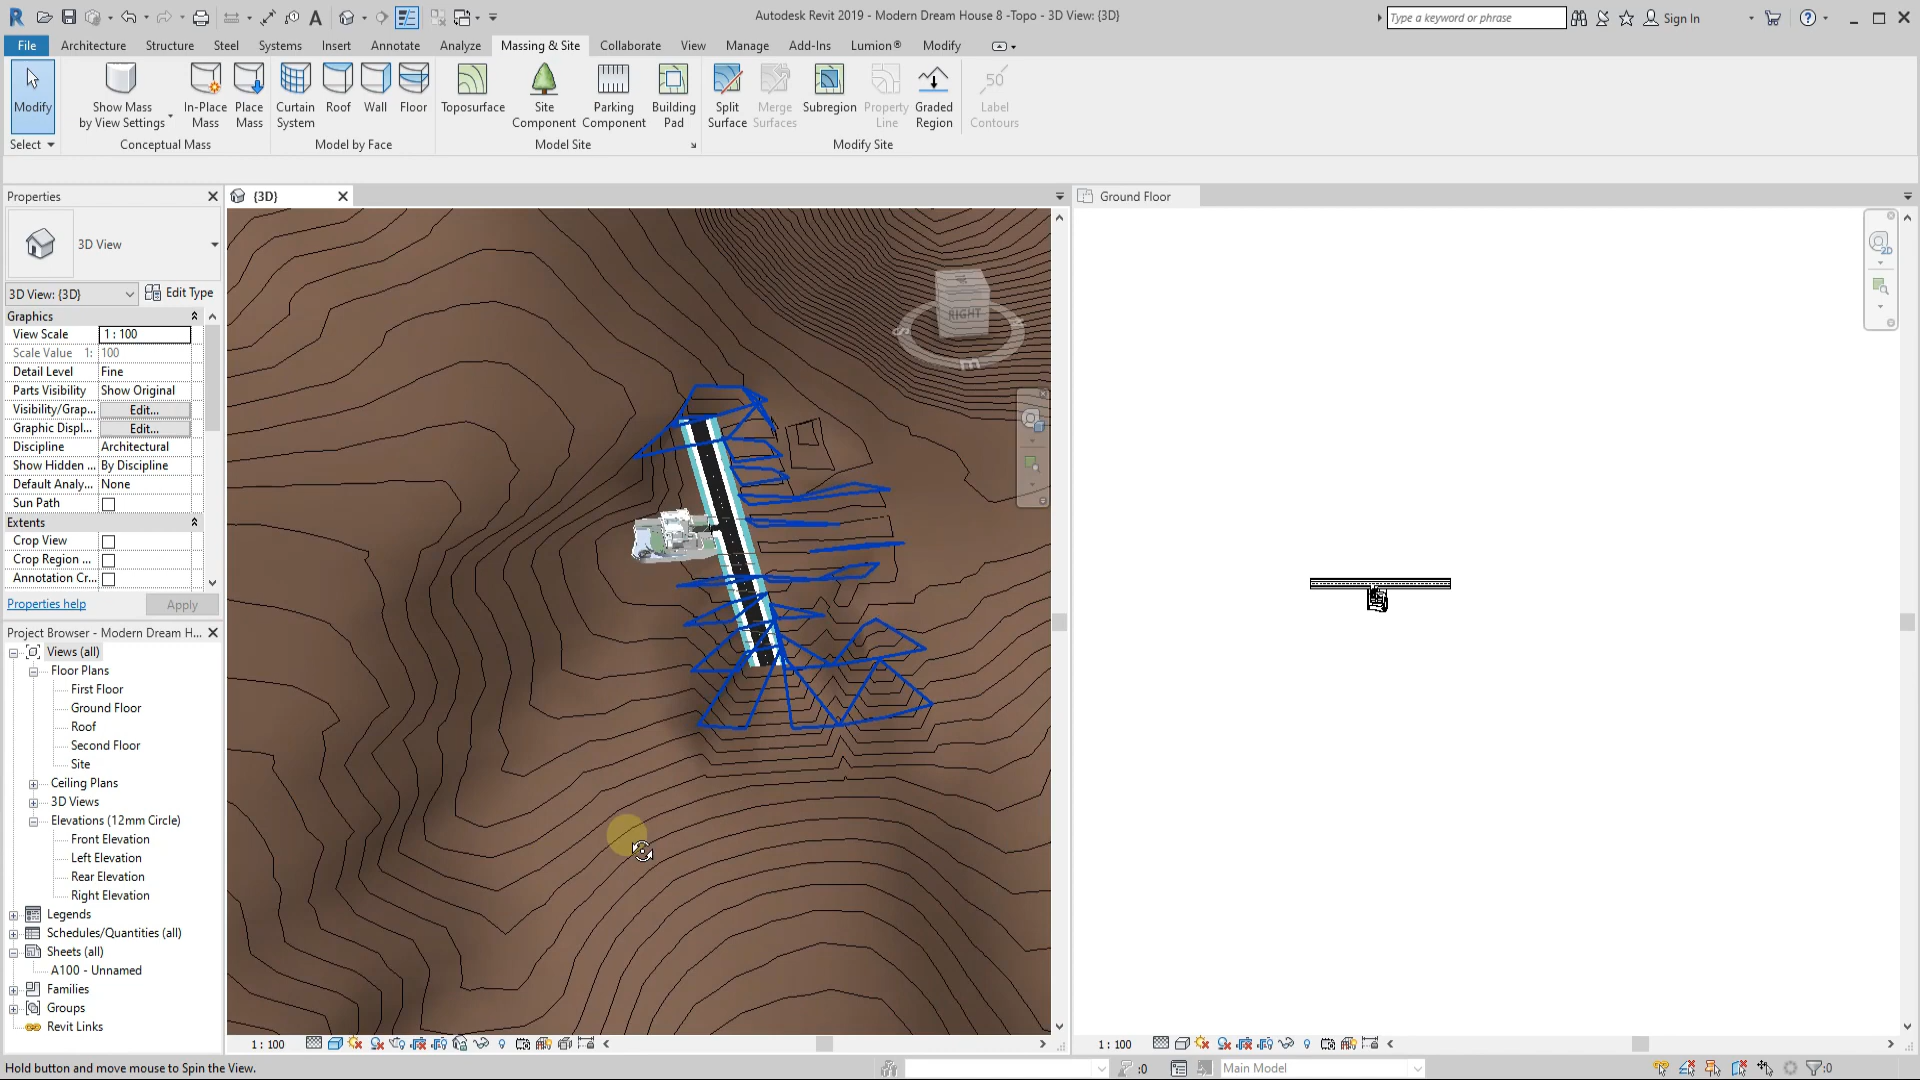 Autodesk Revit 2019 - Modern Dream House 8 -Topo - 3D View: {3D}
Type a keyword or phrase
Sign In
File
Architecture
Structure
Steel
Systems
Insert
Annotate
Analyze
Massing & Site
Collaborate
View
Manage
Add-Ins
Lumion®
Modify
Modify
Show Mass
by View Settings
In-Place
Mass
Place
Mass
Curtain
System
Roof
Wall
Floor
Toposurface
Site
Component
Parking
Component
Building
Pad
Split
Surface
Merge
Surfaces
Subregion
Property
Line
Graded
Region
50
Label
Contours
Select
Conceptual Mass
Model by Face
Model Site
Modify Site
Properties
{3D}
Ground Floor
3D View
3D View: {3D}
Edit Type
Graphics
View Scale
1 : 100
Scale Value 1:
100
Detail Level
Fine
Parts Visibility
Show Original
Visibility/Grap...
Edit...
Graphic Displ...
Edit...
Discipline
Architectural
Show Hidden ...
By Discipline
Default Analy...
None
Sun Path
Extents
Crop View
Crop Region ...
Annotation Cr...
Properties help
Apply
RIGHT
2D
Project Browser - Modern Dream H...
Views (all)
Floor Plans
First Floor
Ground Floor
Roof
Second Floor
Site
Ceiling Plans
3D Views
Elevations (12mm Circle)
Front Elevation
Left Elevation
Rear Elevation
Right Elevation
Legends
Schedules/Quantities (all)
Sheets (all)
A100 - Unnamed
Families
Groups
Revit Links
1 : 100
1 : 100
Hold button and move mouse to Spin the View.
:0
Main Model
:0